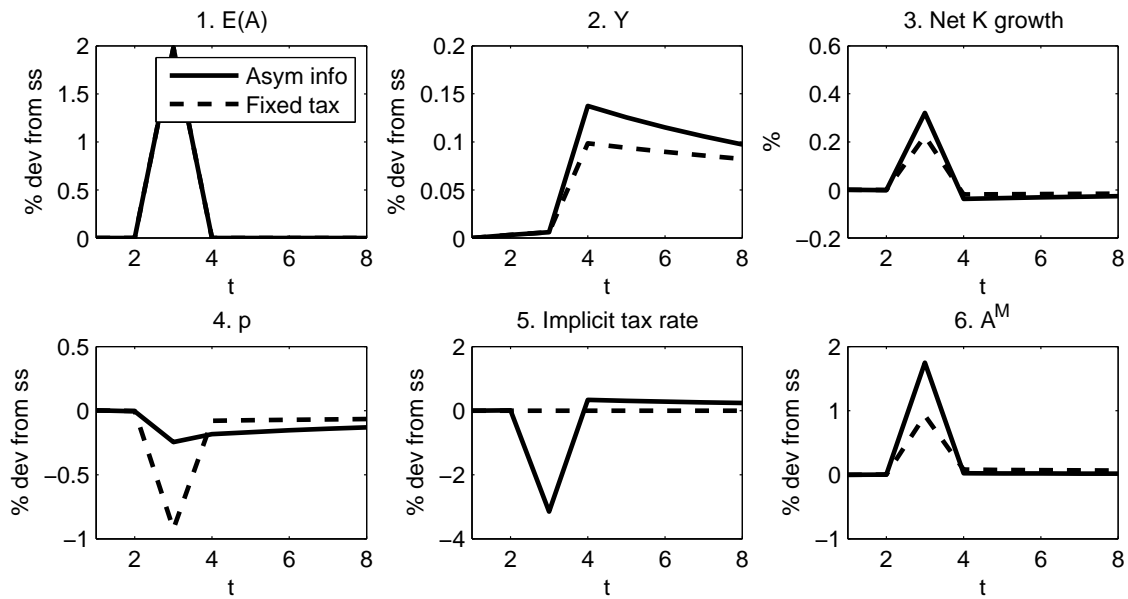 1. E(A)
% dev from ss
2
1.5
1
0.5
0
2 4 6 8
t
Asym info
Fixed tax
2. Y
% dev from ss
0.2
0.15
0.1
0.05
0
2 4 6 8
t
3. Net K growth
%
0.6
0.4
0.2
0
−0.2
2 4 6 8
t
4. p
% dev from ss
0.5
0
−0.5
−1
2 4 6 8
t
5. Implicit tax rate
% dev from ss
2
0
−2
−4
2 4 6 8
t
6. A^M
% dev from ss
2
1
0
−1
2 4 6 8
t